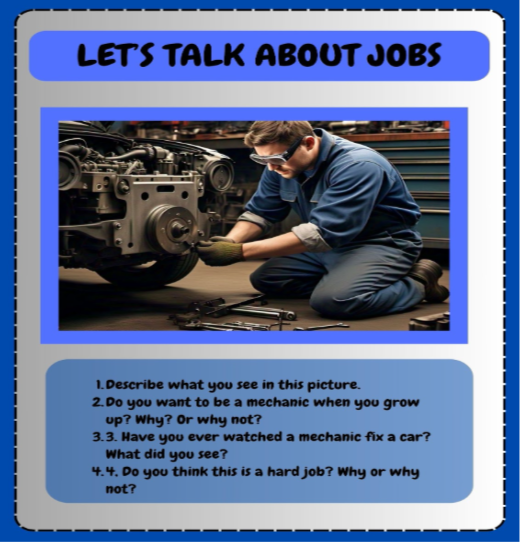 LET'S TALK ABOUT JOBS
1. Describe what you see in this picture.
2. Do you want to be a mechanic when you grow
up? Why? Or why not?
3. 3. Have you ever watched a mechanic fix a car?
What did you see?
4. 4. Do you think this is a hard job? Why or why
not?